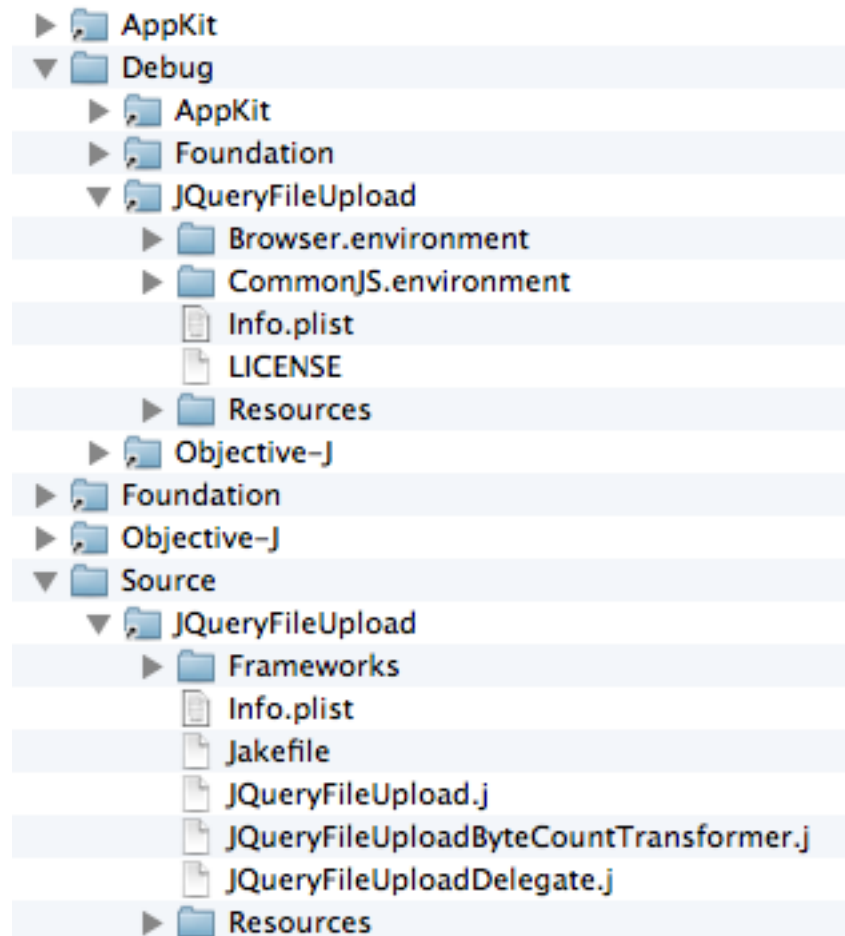 AppKit
Debug
AppKit
Foundation
JQueryFileUpload
Browser.environment
CommonJS.environment
Info.plist
LICENSE
Resources
Objective-J
Foundation
Objective-J
Source
JQueryFileUpload
Frameworks
Info.plist
Jakefile
JQueryFileUpload.j
JQueryFileUploadByteCountTransformer.j
JQueryFileUploadDelegate.j
Resources